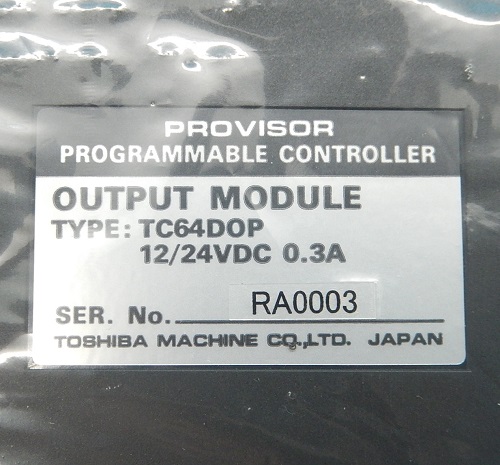 PROVISOR
PROGRAMMABLE CONTROLLER
OUTPUT MODULE
TYPE: TC64DOP
12/24VDC 0.3A
SER. No. RA0003
TOSHIBA MACHINE CO.,LTD. JAPAN